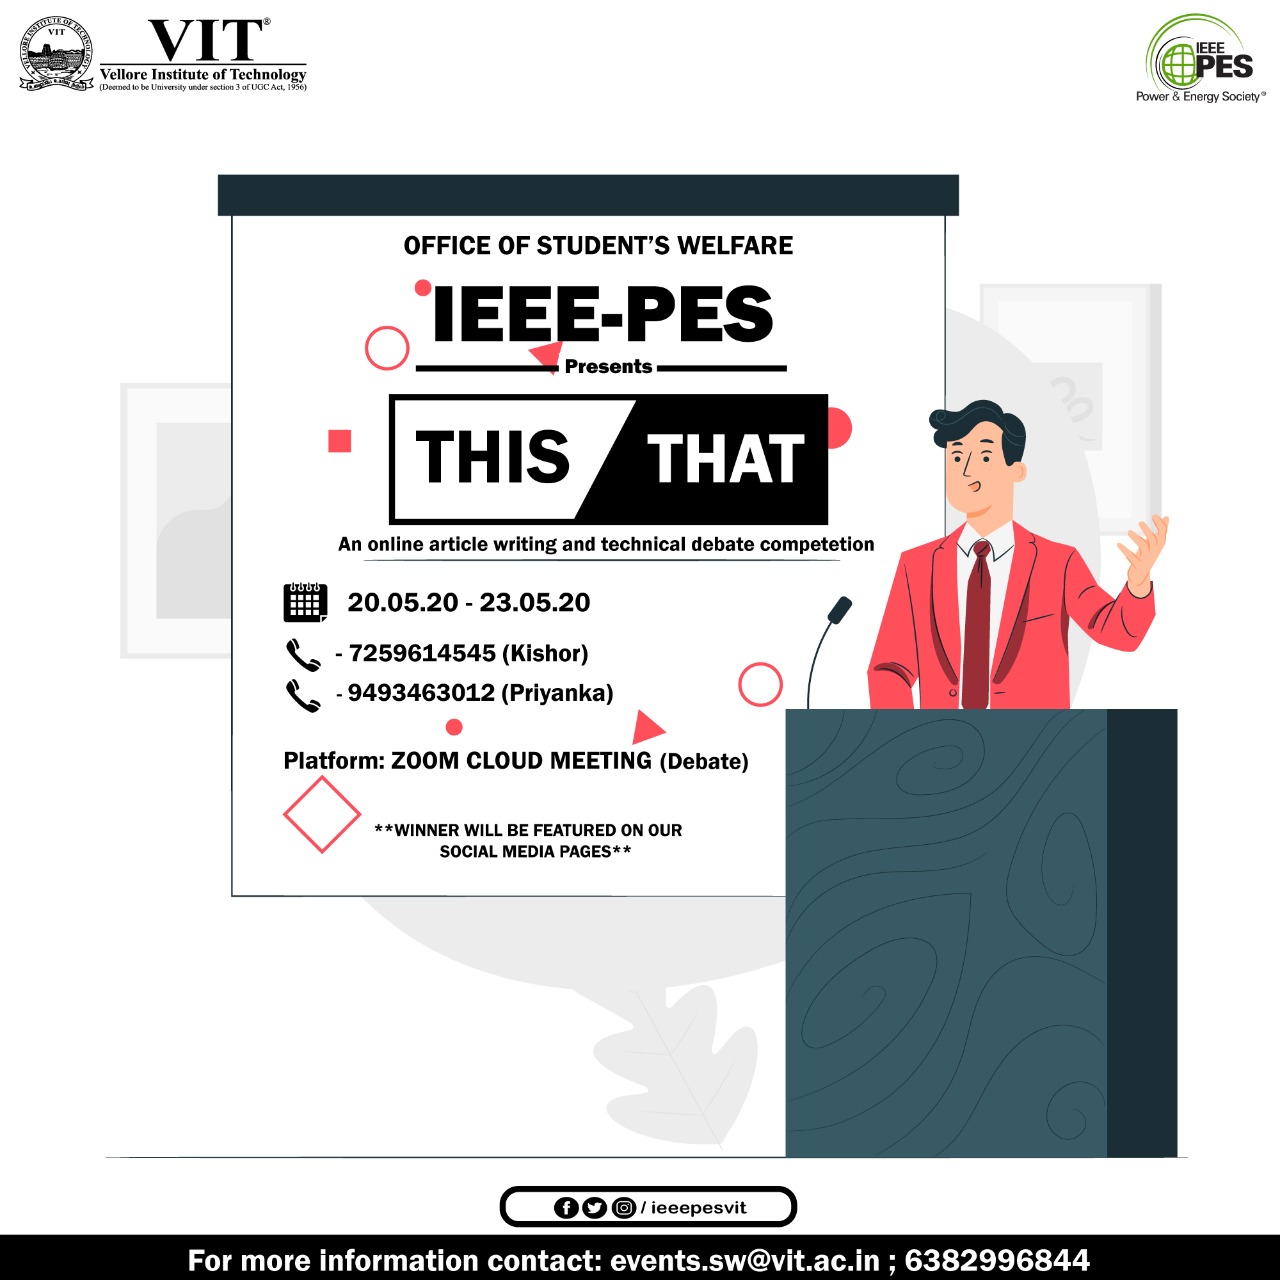 VIT
VIT®
Vellore Institute of Technology
(Deemed to be University under section 3 of UGC Act, 1956)
IEEE
PES
Power & Energy Society®
OFFICE OF STUDENT'S WELFARE
IEEE-PES
Presents
THIS THAT
An online article writing and technical debate competetion
20.05.20 - 23.05.20
- 7259614545 (Kishor)
- 9493463012 (Priyanka)
Platform: ZOOM CLOUD MEETING (Debate)
**WINNER WILL BE FEATURED ON OUR
SOCIAL MEDIA PAGES**
/ ieeepesvit
For more information contact: events.sw@vit.ac.in ; 6382996844